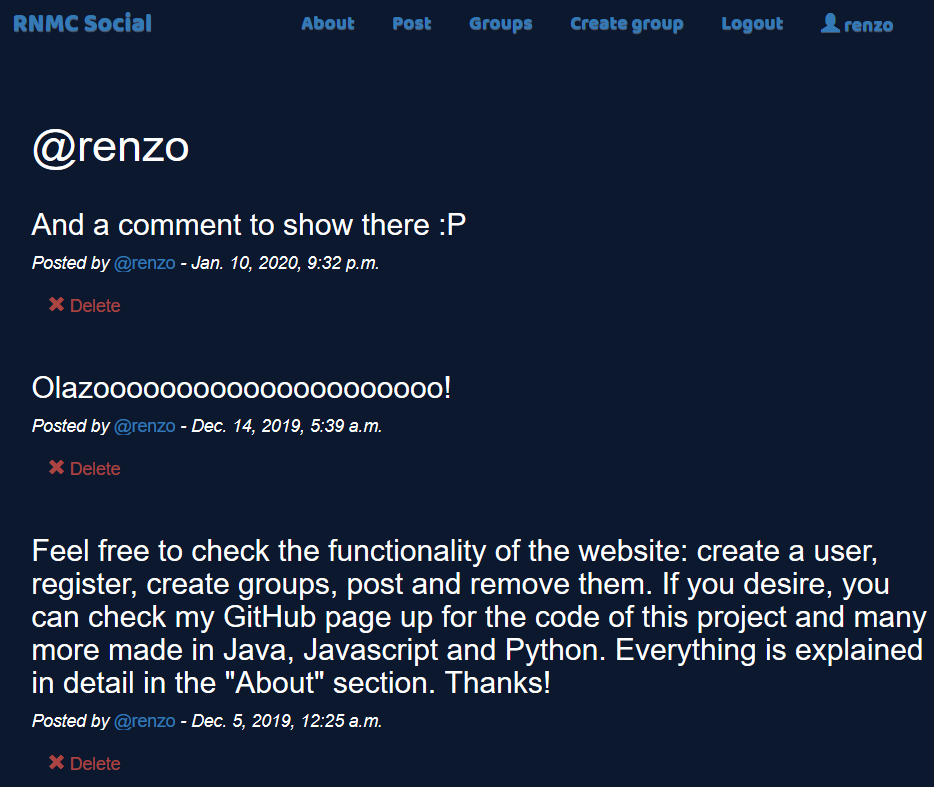 RNMC Social About Post Groups Create group Logout renzo
@renzo
And a comment to show there :P
Posted by @renzo - Jan. 10, 2020, 9:32 p.m.
Delete
Olazooooooooooooooooooooo!
Posted by @renzo - Dec. 14, 2019, 5:39 a.m.
Delete
Feel free to check the functionality of the website: create a user,
register, create groups, post and remove them. If you desire, you
can check my GitHub page up for the code of this project and many
more made in Java, Javascript and Python. Everything is explained
in detail in the "About" section. Thanks!
Posted by @renzo - Dec. 5, 2019, 12:25 a.m.
Delete